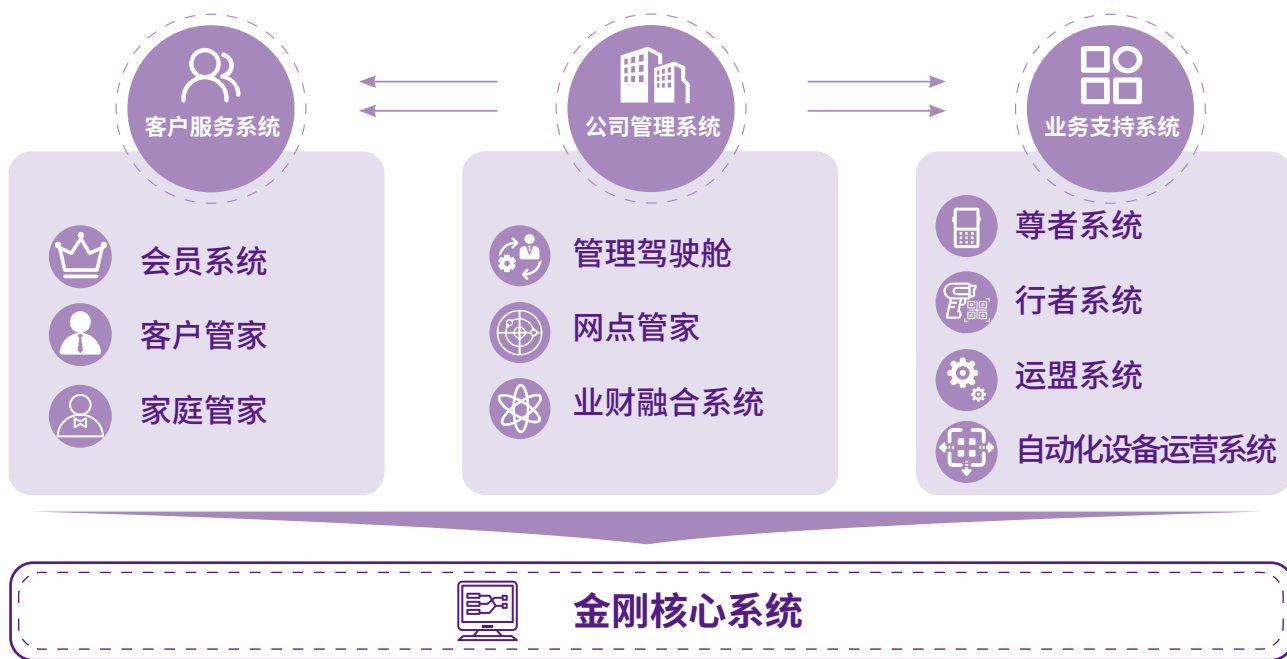 客户服务系统
会员系统
客户管家
家庭管家
公司管理系统
管理驾驶舱
网点管家
业财融合系统
业务支持系统
尊者系统
行者系统
运盟系统
自动化设备运营系统
金刚核心系统